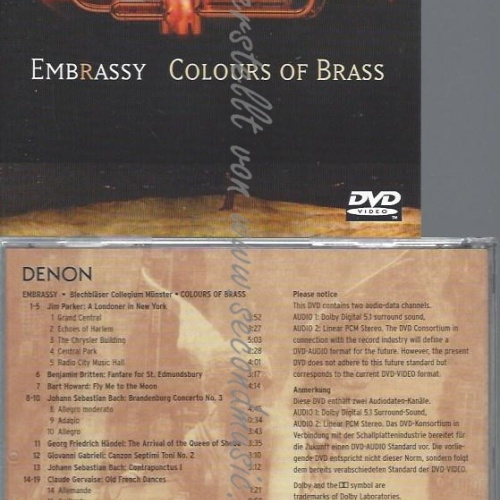 EMBRASSY COLOURS OF BRASS
DVD
VIDEO
DENON
EMBRASSY • Blechbläser Collegium Münster • COLOURS OF BRASS
1-5 Jim Parker: A Londoner in New York
1 Grand Central :52
2 Echoes of Harlem
3 The Chrysler Building 5:03
4 Central Park :28
5 Radio City Music Hall 4:01
6 Benjamin Britten: Fanfare for St. Edmundsbury
7 Bart Howard: Fly Me to the Moon 4:14
8-10 Johann Sebastian Bach: Brandenburg Concerto No. 3
8 Allegro moderato
9 Adagio
10 Allegro
11 Georg Friedrich Händel: The Arrival of the Queen of Sheba 3:35
12 Giovanni Gabrieli: Canzon Septimi Toni No. 2
13 Johann Sebastian Bach: Contrapunctus I
14-19 Claude Gervaise: Old French Dances
14 Allemande
Please notice
This DVD contains two audio-data channels.
AUDIO 1: Dolby Digital 5.1 surround sound,
AUDIO 2: Linear PCM Stereo. The DVD Consortium in
connection with the record industry will define a
DVD-AUDIO format for the future. However, the present
DVD does not adhere to this future standard but
corresponds to the current DVD-VIDEO format.
Anmerkung
Diese DVD enthält zwei Audiodaten-Kanäle.
AUDIO 1: Dolby Digital 5.1 Surround-Sound,
AUDIO 2: Linear PCM Stereo. Das DVD-Konsortium in
Verbindung mit der Schallplattenindustrie bereitet für
die Zukunft einen DVD-AUDIO Standard vor. Die vorlie-
gende DVD entspricht nicht dieser Norm, sondern folgt
dem bereits verabschiedeten Standard der DVD-VIDEO.
Dolby and the symbol are
trademarks of Dolby Laboratories.